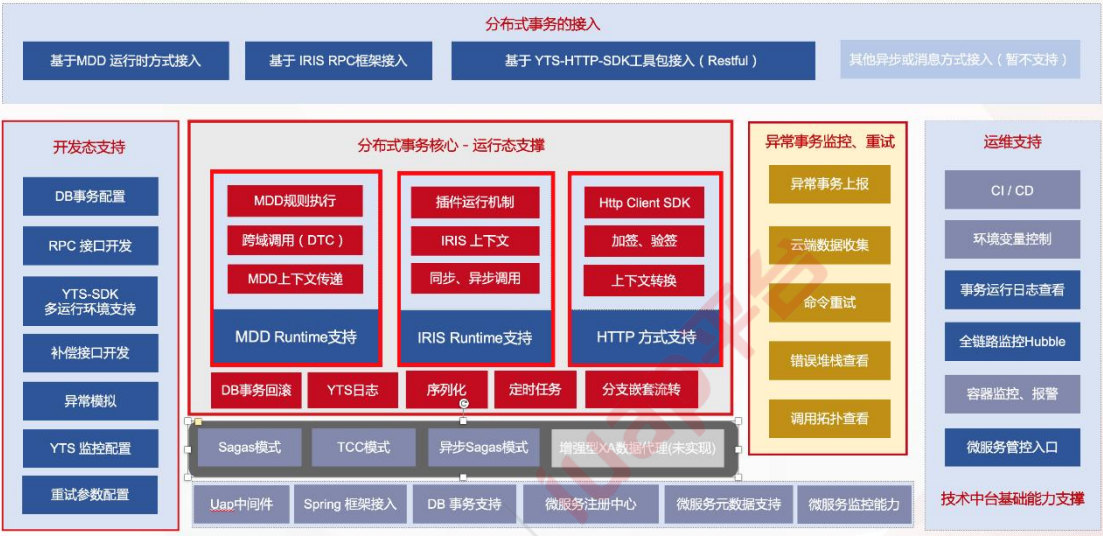 分布式事务的接入
基于MDD 运行时方式接入
基于 IRIS RPC框架接入
基于 YTS-HTTP-SDK工具包接入（Restful）
其他异步或消息方式接入（暂不支持）
开发态支持
DB事务配置
RPC 接口开发
YTS-SDK
多运行环境支持
补偿接口开发
异常模拟
YTS 监控配置
重试参数配置
分布式事务核心 - 运行态支撑
MDD规则执行
跨域调用（DTC）
MDD上下文传递
MDD Runtime支持
插件运行机制
IRIS 上下文
同步、异步调用
IRIS Runtime支持
Http Client SDK
加签、验签
上下文转换
HTTP 方式支持
DB事务回滚
YTS日志
序列化
定时任务
分支嵌套流转
Sagas模式
TCC模式
异步Sagas模式
增强型XA数据代理(未实现)
Uap中间件
Spring 框架接入
DB 事务支持
微服务注册中心
微服务元数据支持
微服务监控能力
异常事务监控、重试
异常事务上报
云端数据收集
命令重试
错误堆栈查看
调用拓扑查看
运维支持
CI / CD
环境变量控制
事务运行日志查看
全链路监控Hubble
容器监控、报警
微服务管控入口
技术中台基础能力支撑
iuap平台